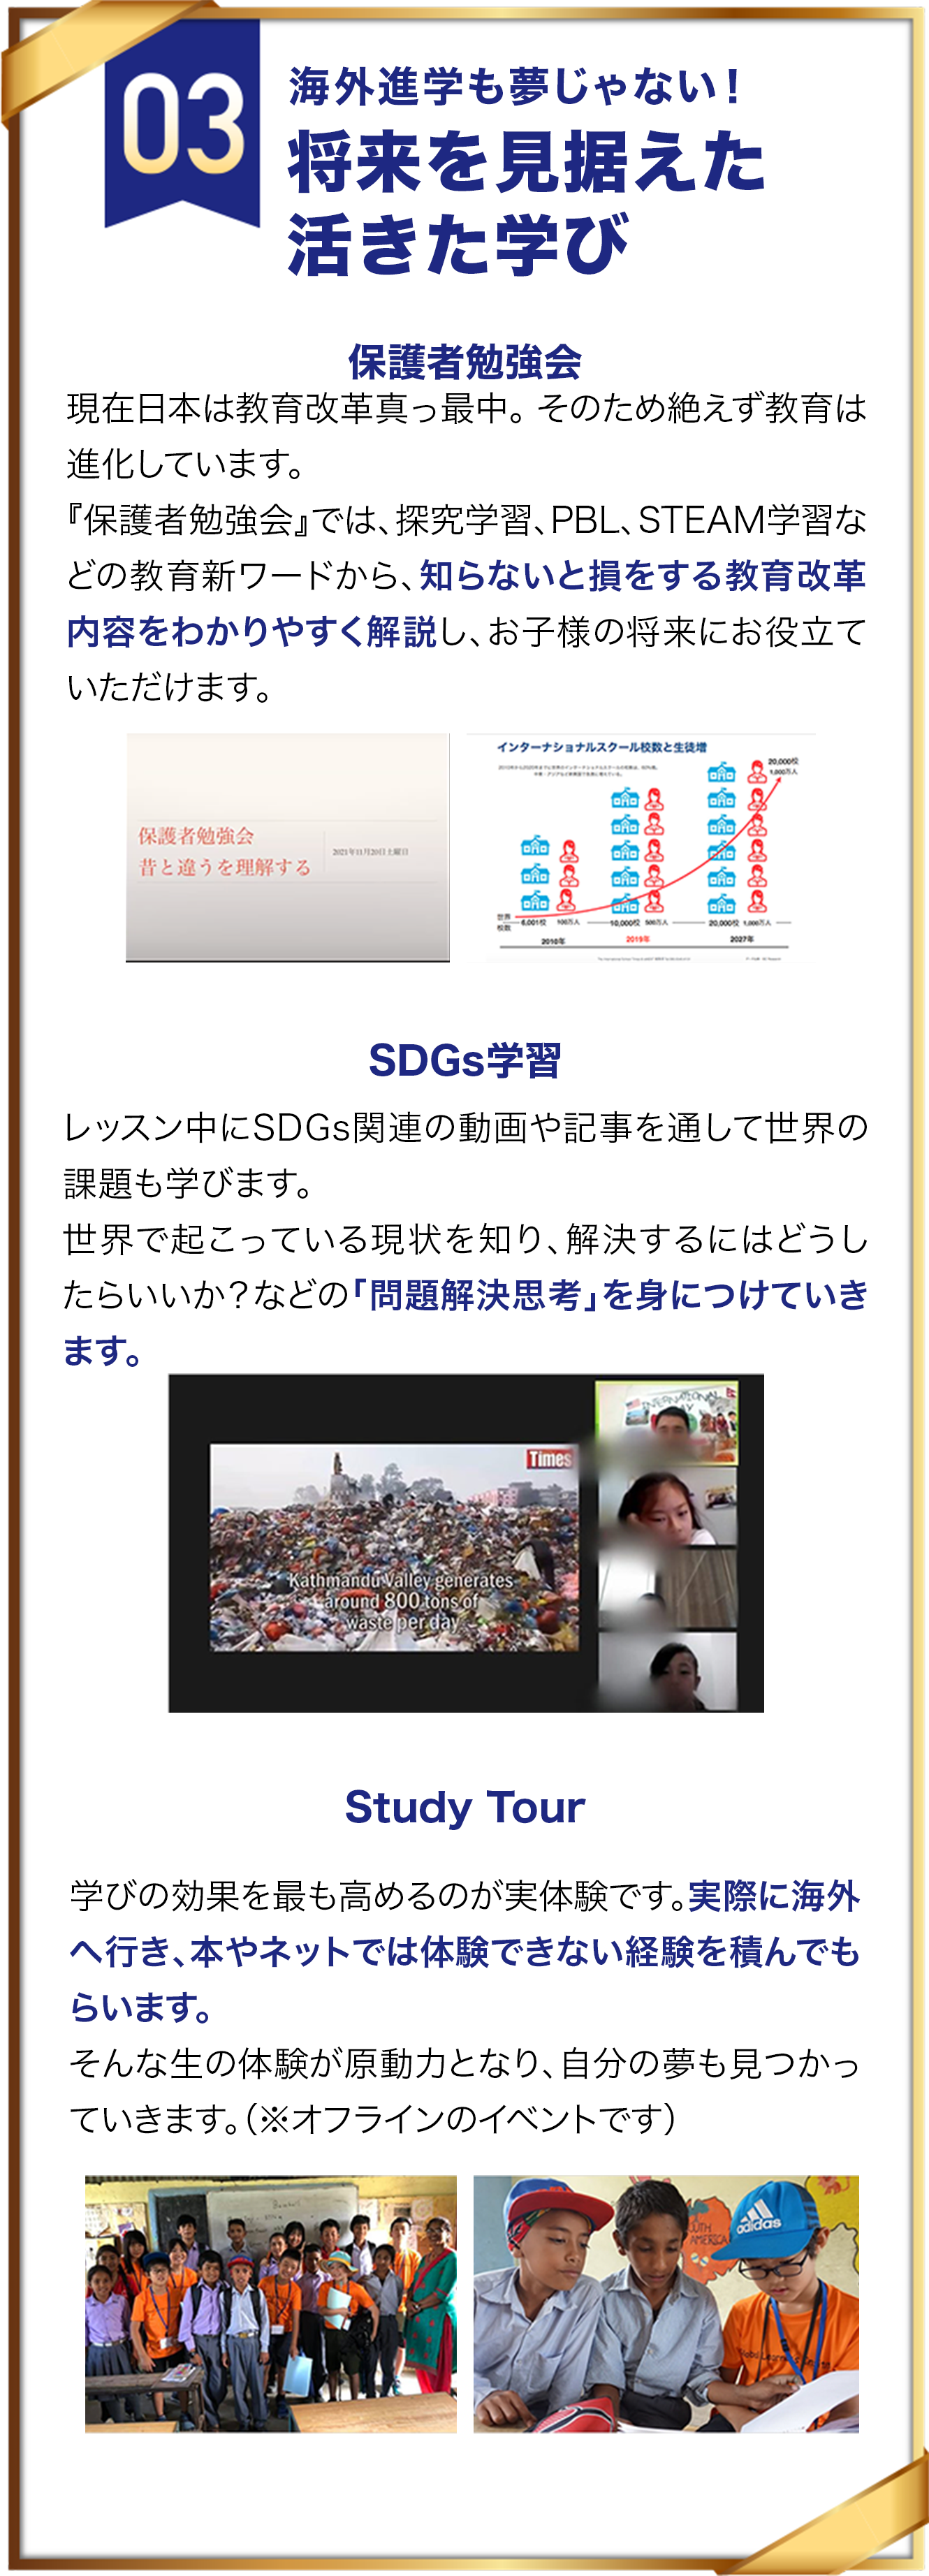 03
海外進学も夢じゃない！
将来を見据えた
活きた学び
保護者勉強会
現在日本は教育改革真っ最中。そのため絶えず教育は
進化しています。
『保護者勉強会』では、探究学習、PBL、STEAM学習な
どの教育新ワードから、知らないと損をする教育改革
内容をわかりやすく解説し、お子様の将来にお役立て
いただけます。
保護者勉強会
昔と違うを理解する
2021年11月20日土曜日
インターナショナルスクール校数と生徒増
20,000校
1,000万人
世界
校数
6,001校 100万人
10,000校 500万人
20,000校 1,000万人
2010年
2019年
2027年
SDGs学習
レッスン中にSDGs関連の動画や記事を通して世界の
課題も学びます。
世界で起こっている現状を知り、解決するにはどうし
たらいいか？などの「問題解決思考」を身につけていき
ます。
Times
INTERNATIONAL
Kathmandu Valley generates
around 800 tons of
waste per day
Study Tour
学びの効果を最も高めるのが実体験です。実際に海外
へ行き、本やネットでは体験できない経験を積んでも
らいます。
そんな生の体験が原動力となり、自分の夢も見つかっ
ていきます。（※オフラインのイベントです）
SOUTH
AMERICA
adidas